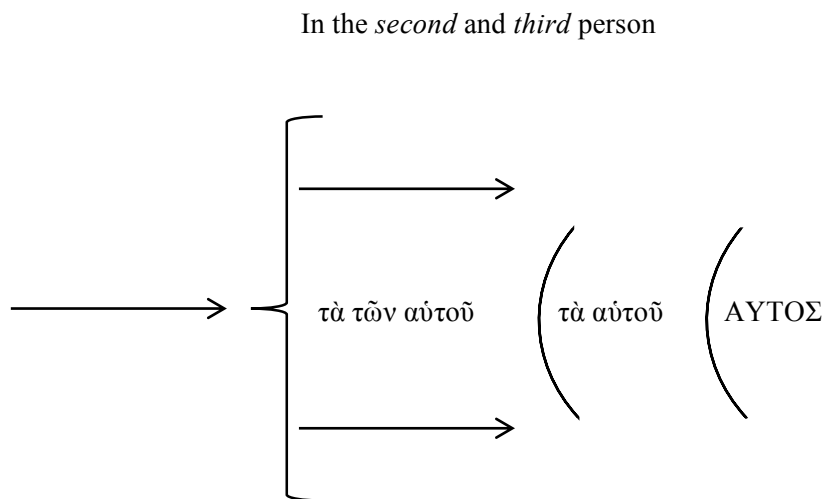 In the second and third person
τὰ τῶν αὑτοῦ τὰ αὑτοῦ ΑΥΤΟΣ